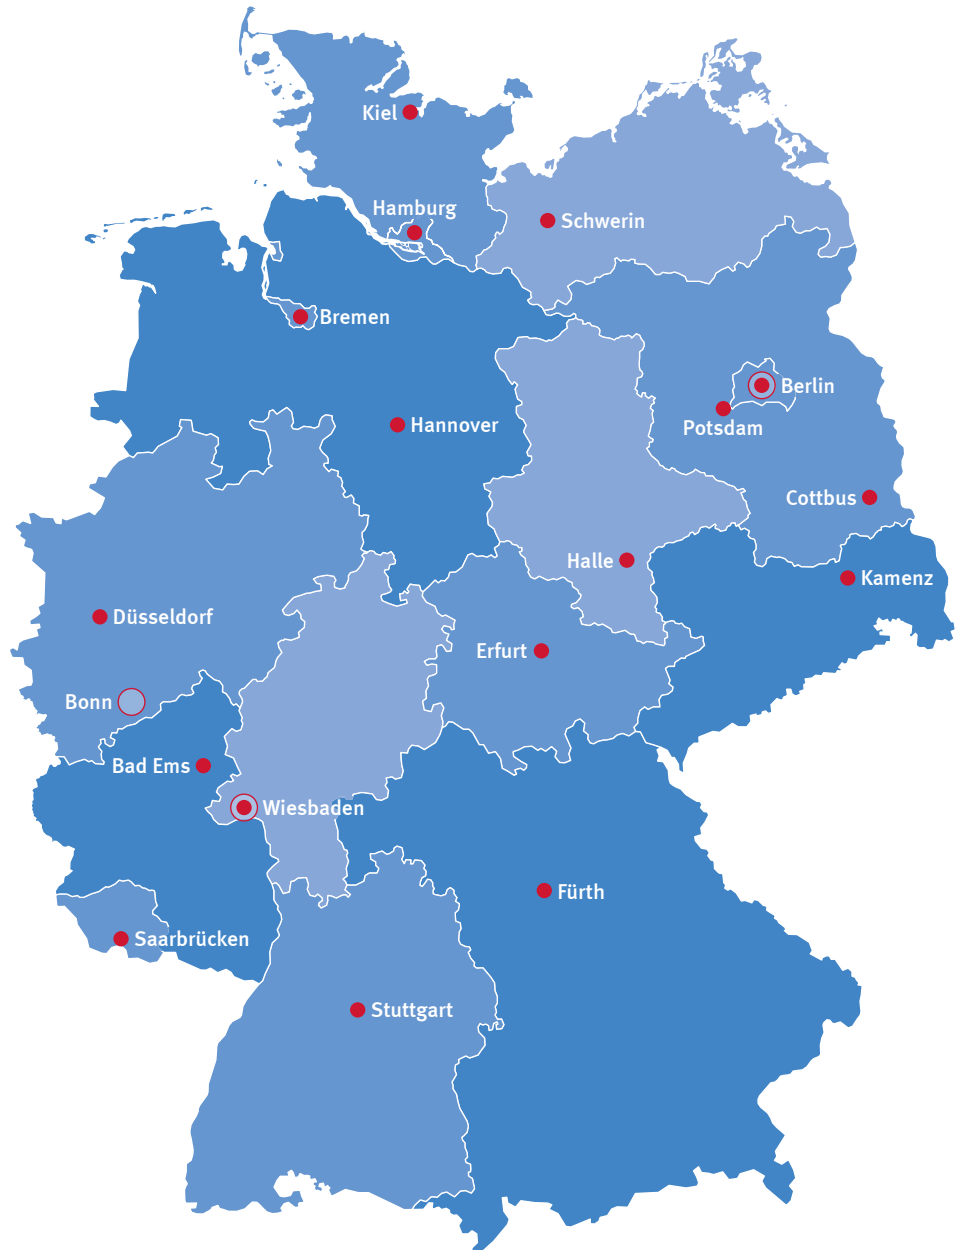 Kiel
Hamburg
Schwerin
Bremen
Berlin
Hannover
Potsdam
Cottbus
Halle
Kamenz
Düsseldorf
Erfurt
Bonn
Bad Ems
Wiesbaden
Fürth
Saarbrücken
Stuttgart